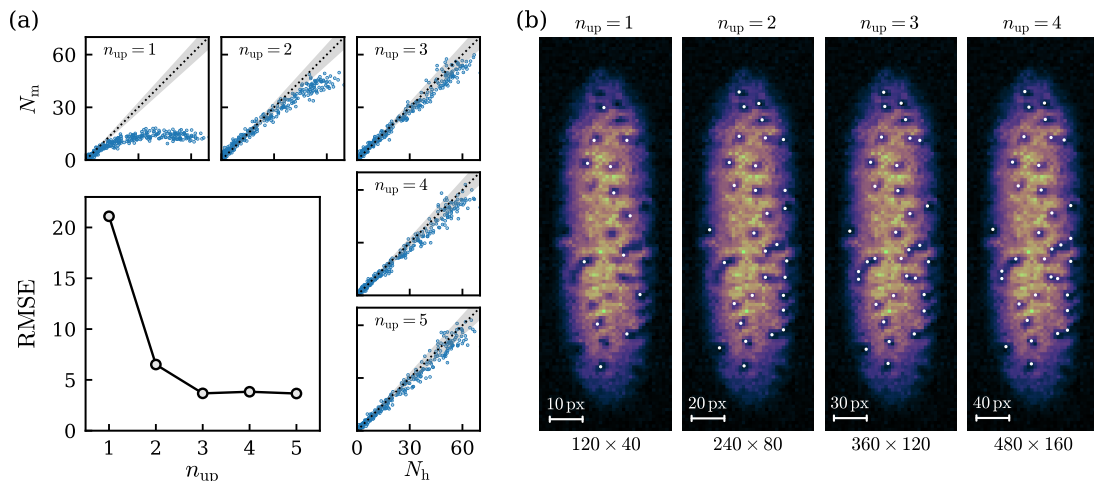 (a)
n_up = 1
n_up = 2
n_up = 3
60
30
0
N_m
n_up = 4
n_up = 5
0
30
60
N_h
20
15
10
5
0
RMSE
1
2
3
4
5
n_up
(b)
n_up = 1
n_up = 2
n_up = 3
n_up = 4
10 px
20 px
30 px
40 px
120 × 40
240 × 80
360 × 120
480 × 160